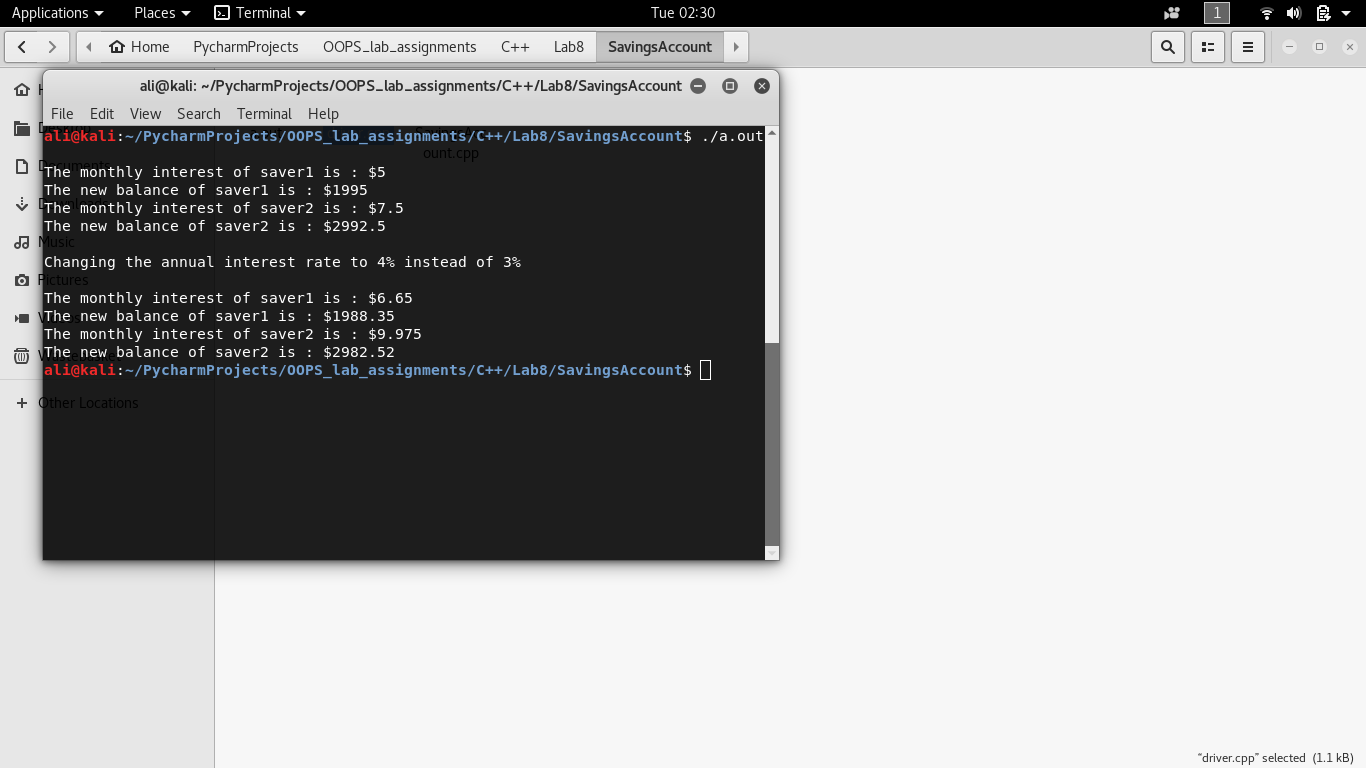 Applications Places Terminal Tue 02:30 1
Home PycharmProjects OOPS_lab_assignments C++ Lab8 SavingsAccount
ali@kali: ~/PycharmProjects/OOPS_lab_assignments/C++/Lab8/SavingsAccount
File Edit View Search Terminal Help
ali@kali:~/PycharmProjects/OOPS_lab_assignments/C++/Lab8/SavingsAccount$ ./a.out
ount.cpp
The monthly interest of saver1 is : $5
The new balance of saver1 is : $1995
The monthly interest of saver2 is : $7.5
The new balance of saver2 is : $2992.5
Changing the annual interest rate to 4% instead of 3%
The monthly interest of saver1 is : $6.65
The new balance of saver1 is : $1988.35
The monthly interest of saver2 is : $9.975
The new balance of saver2 is : $2982.52
ali@kali:~/PycharmProjects/OOPS_lab_assignments/C++/Lab8/SavingsAccount$
Documents
Music
Pictures
Other Locations
“driver.cpp” selected (1.1 kB)